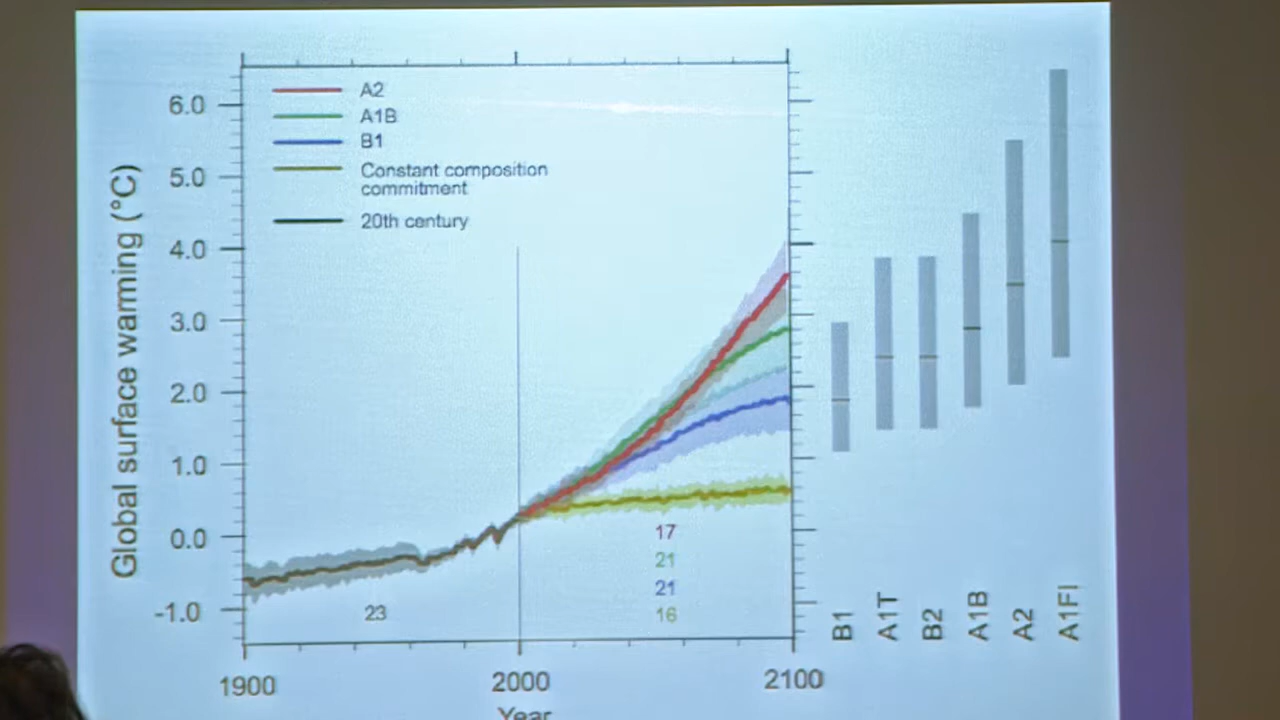 A2
A1B
B1
Constant composition
commitment
20th century
Global surface warming (°C)
6.0
5.0
4.0
3.0
2.0
1.0
0.0
-1.0
17
21
21
16
23
1900
2000
2100
Year
B1
A1T
B2
A1B
A2
A1FI